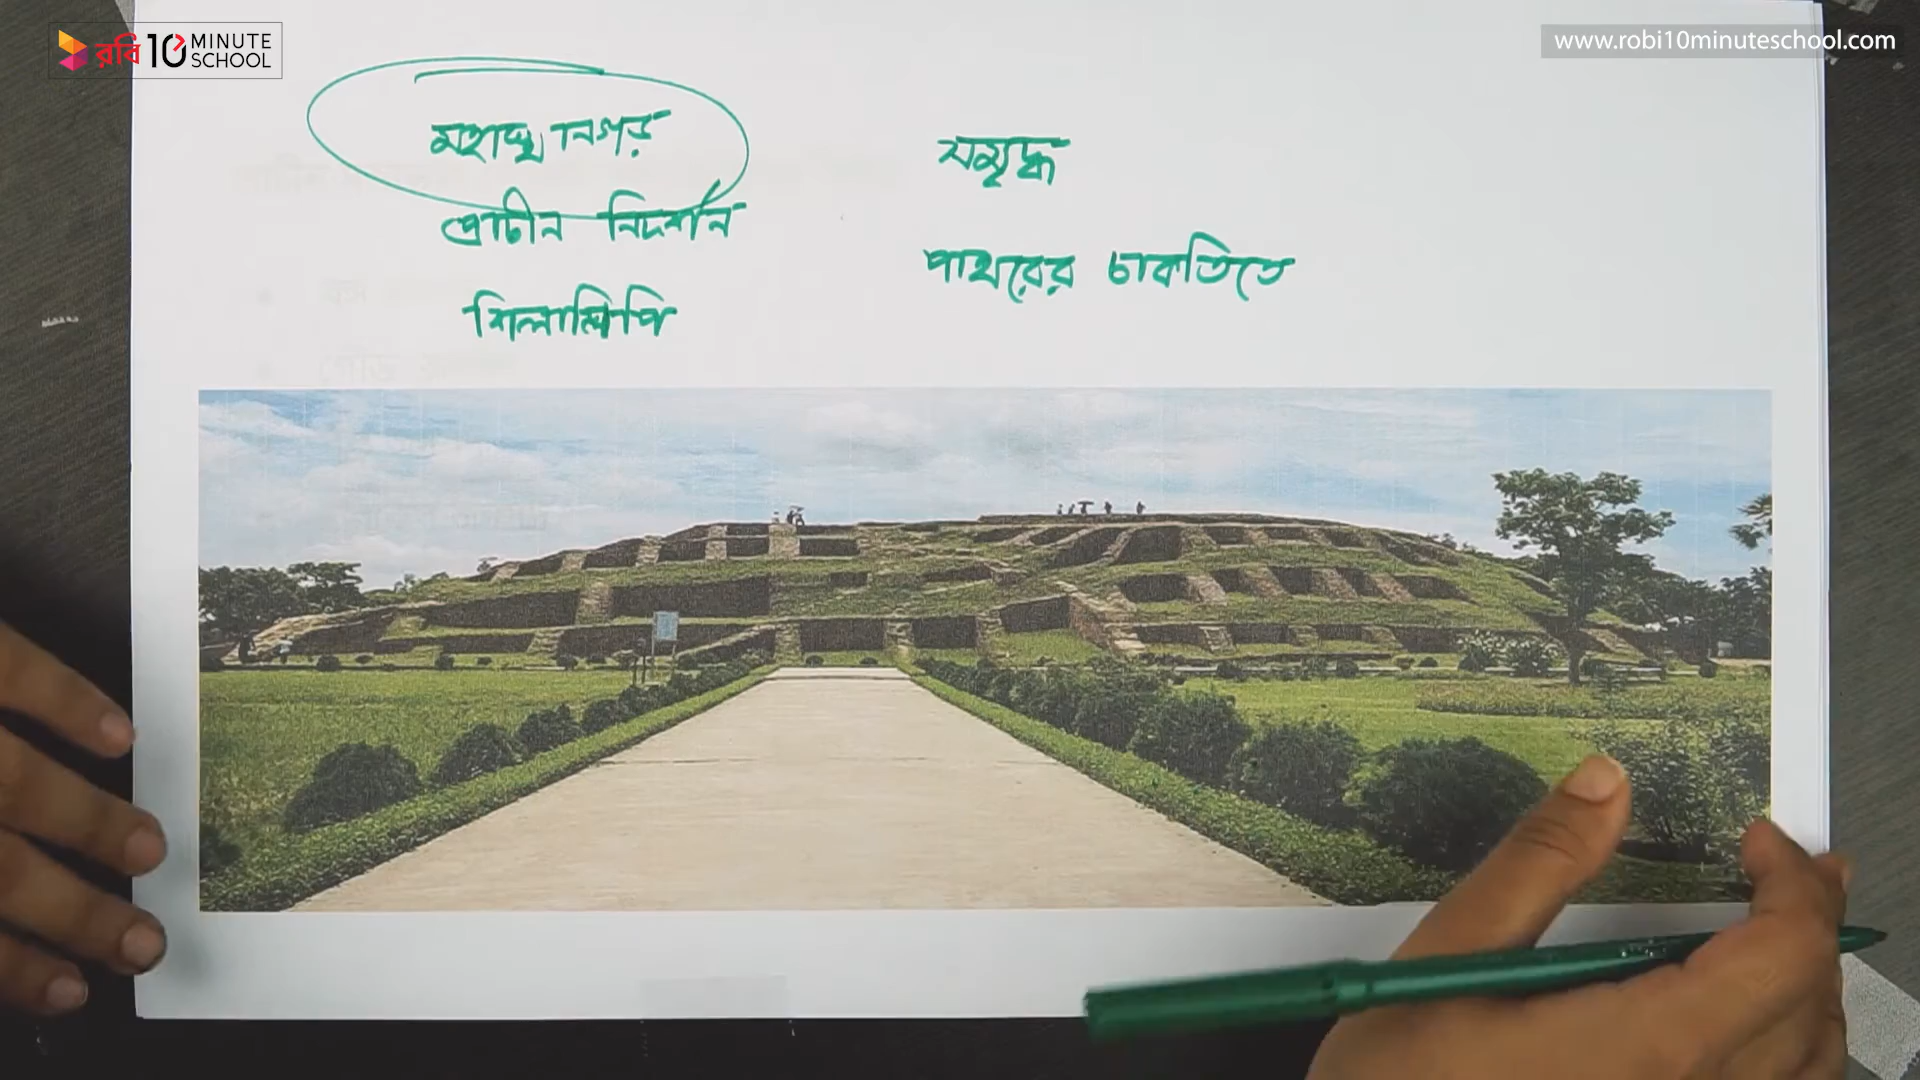 রবি 10 MINUTE SCHOOL
www.robi10minuteschool.com
মহাস্থানগড়
প্রাচীন নিদর্শন
শিলালিপি
সমৃদ্ধ
পাথরের চাকতিতে